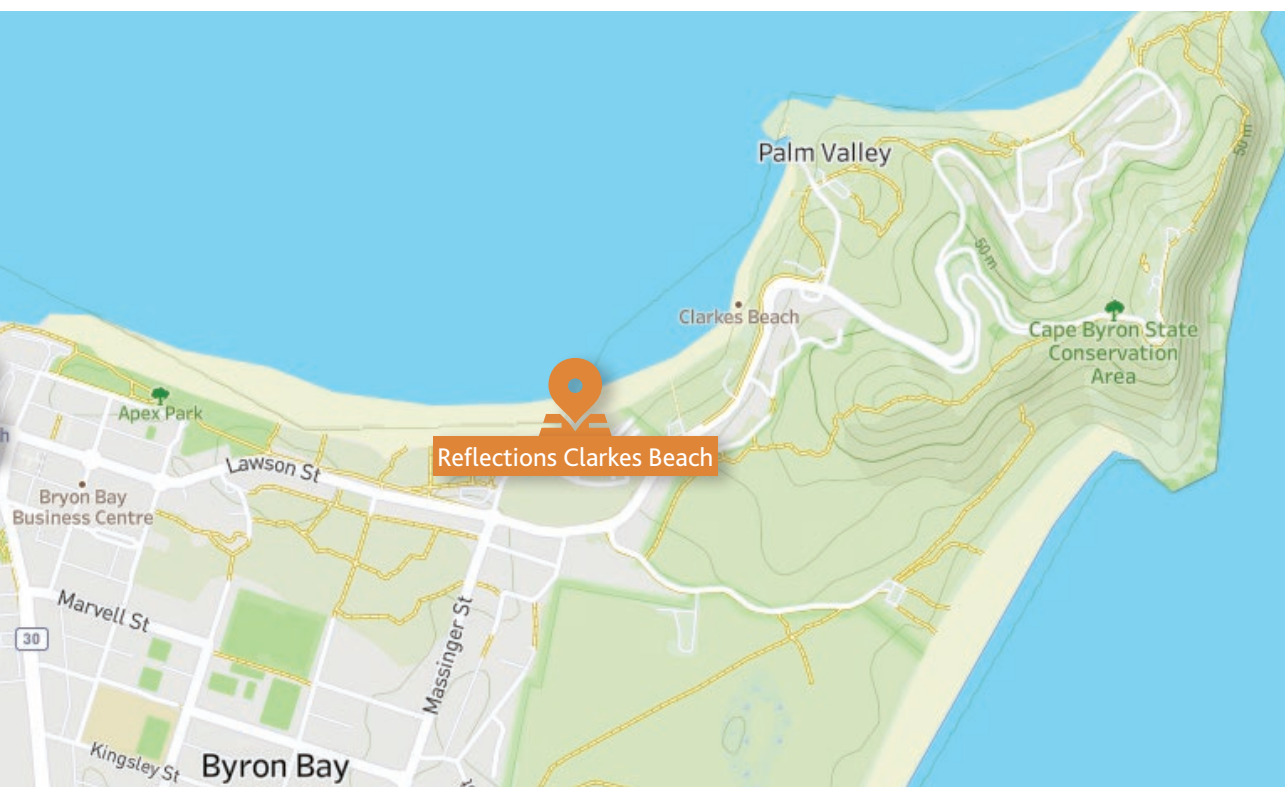 Palm Valley
50 m
50 m
Clarkes Beach
Cape Byron State
Conservation
Area
Apex Park
Reflections Clarkes Beach
h
Lawson St
Bryon Bay
Business Centre
Marvell St
30
Massinger St
Kingsley St
Byron Bay